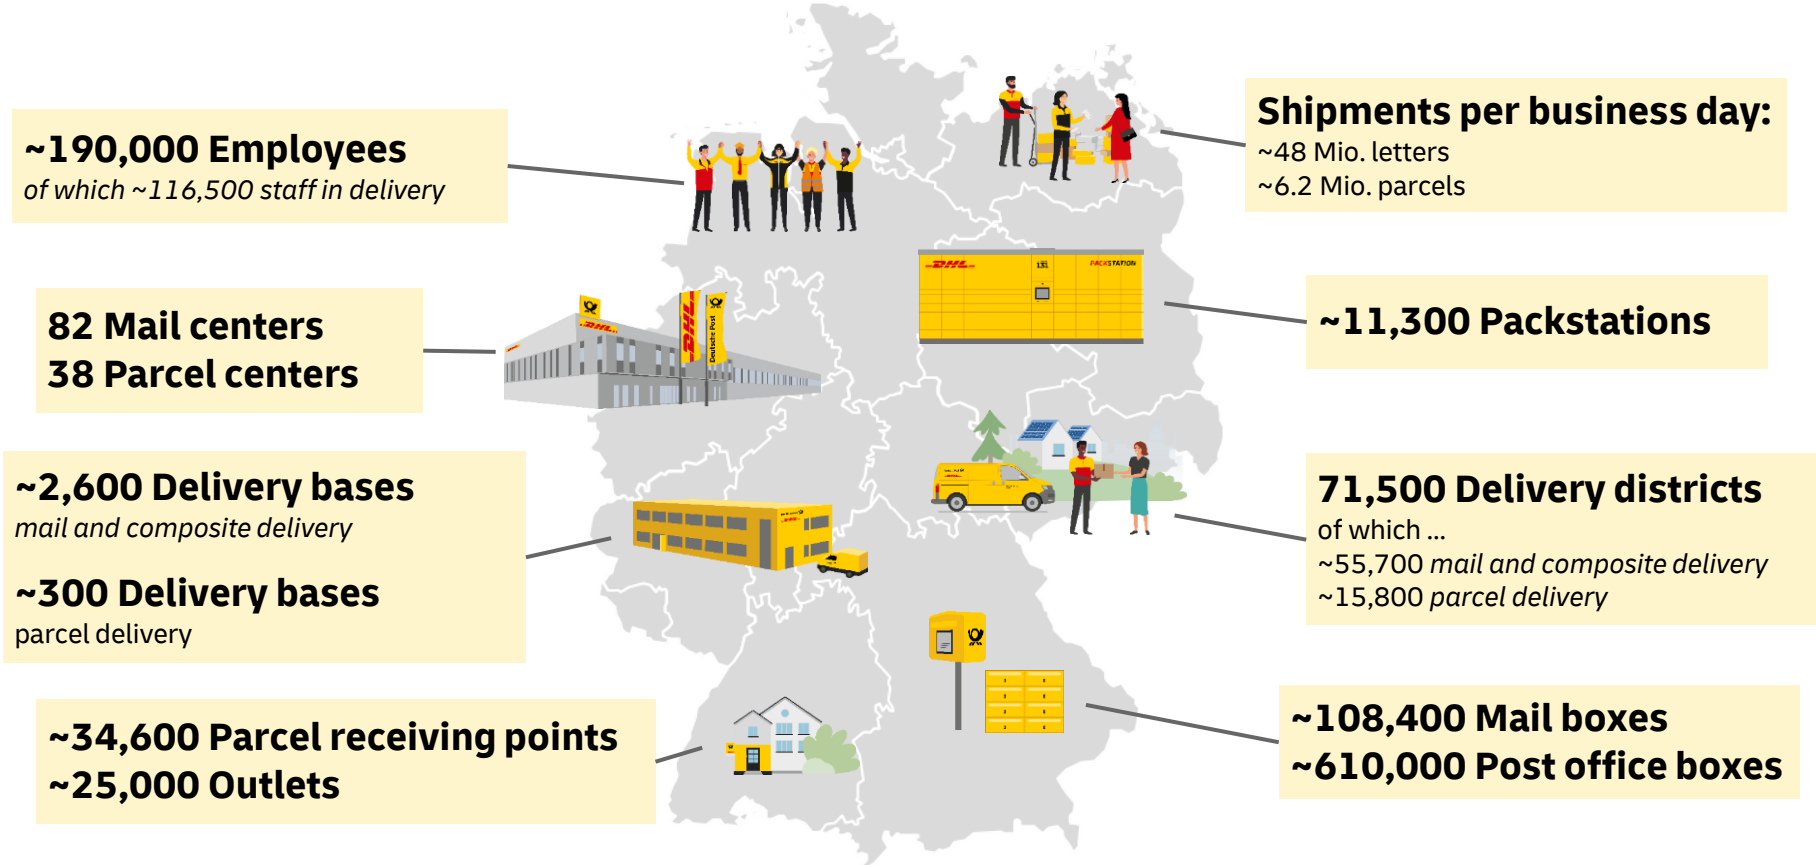 ~190,000 Employees
of which ~116,500 staff in delivery
82 Mail centers
38 Parcel centers
~2,600 Delivery bases
mail and composite delivery
~300 Delivery bases
parcel delivery
~34,600 Parcel receiving points
~25,000 Outlets
Shipments per business day:
~48 Mio. letters
~6.2 Mio. parcels
~11,300 Packstations
71,500 Delivery districts
of which ...
~55,700 mail and composite delivery
~15,800 parcel delivery
~108,400 Mail boxes
~610,000 Post office boxes
DHL
131
PACKSTATION
DHL
DHL
Deutsche Post